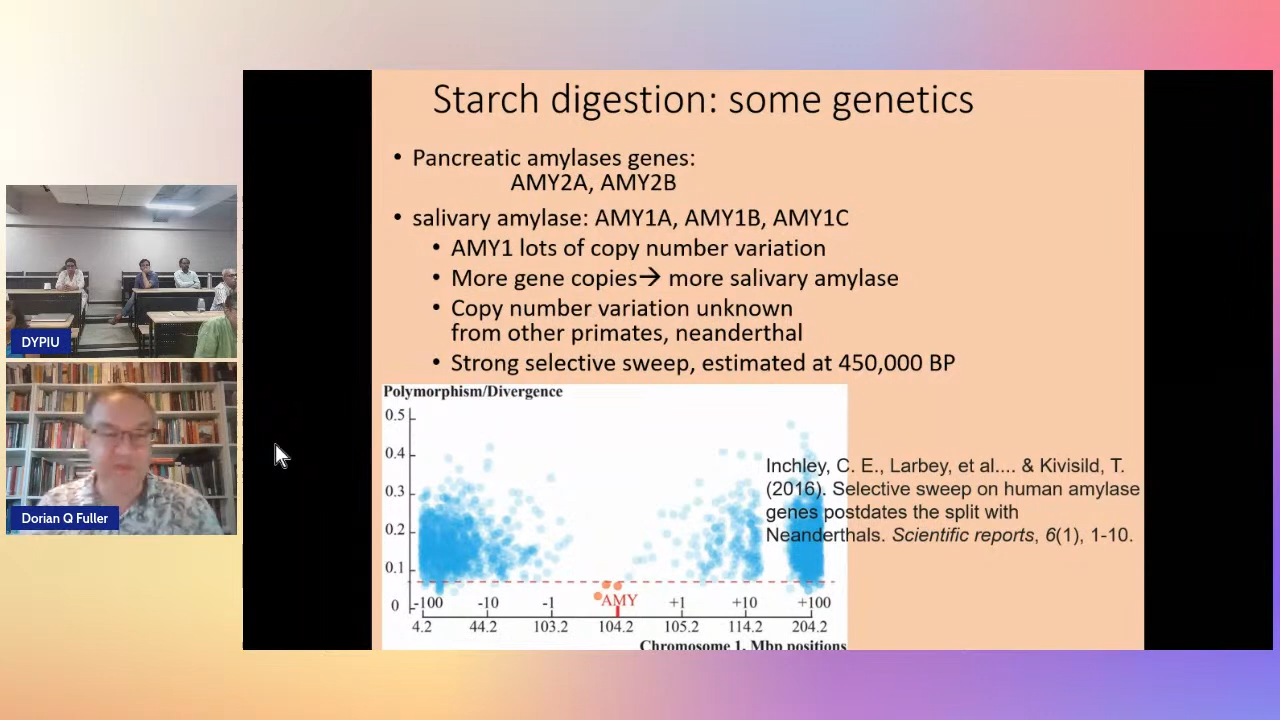 Starch digestion: some genetics
• Pancreatic amylases genes:
AMY2A, AMY2B
• salivary amylase: AMY1A, AMY1B, AMY1C
• AMY1 lots of copy number variation
• More gene copies→ more salivary amylase
• Copy number variation unknown
from other primates, neanderthal
• Strong selective sweep, estimated at 450,000 BP
Polymorphism/Divergence
0.5
0.4
0.3
0.2
0.1
0
-100 -10 -1 AMY +1 +10 +100
4.2 44.2 103.2 104.2 105.2 114.2 204.2
Chromosome 1, Mbp positions
Inchley, C. E., Larbey, et al.... & Kivisild, T.
(2016). Selective sweep on human amylase
genes postdates the split with
Neanderthals. Scientific reports, 6(1), 1-10.
DYPIU
Dorian Q Fuller